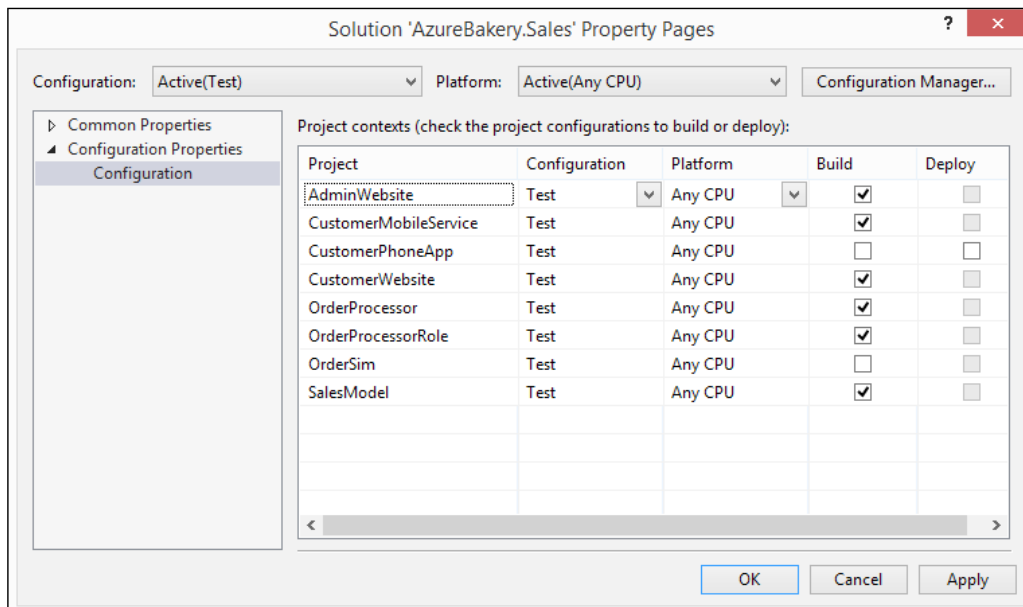 Solution 'AzureBakery.Sales' Property Pages ? ×
Configuration: Active(Test) Platform: Active(Any CPU) Configuration Manager...
Common Properties
Configuration Properties
Configuration
Project contexts (check the project configurations to build or deploy):
Project Configuration Platform Build Deploy
AdminWebsite Test Any CPU
CustomerMobileService Test Any CPU
CustomerPhoneApp Test Any CPU
CustomerWebsite Test Any CPU
OrderProcessor Test Any CPU
OrderProcessorRole Test Any CPU
OrderSim Test Any CPU
SalesModel Test Any CPU
OK Cancel Apply